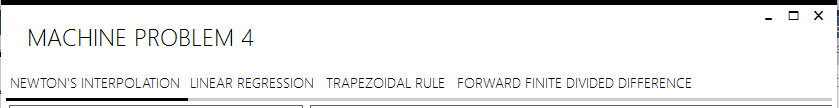 MACHINE PROBLEM 4
NEWTON'S INTERPOLATION LINEAR REGRESSION TRAPEZOIDAL RULE FORWARD FINITE DIVIDED DIFFERENCE